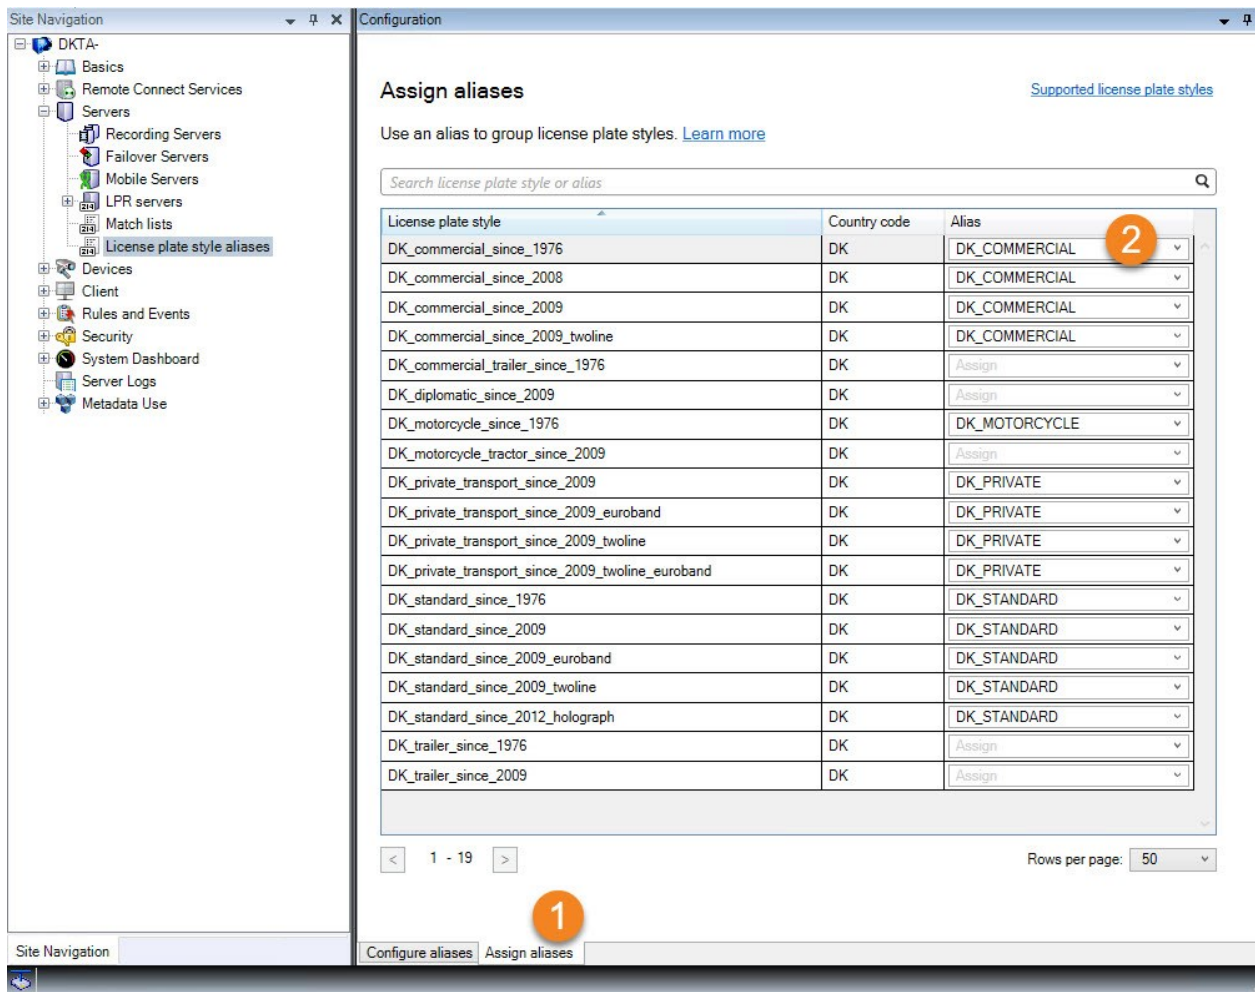 Site Navigation
DKTA-
Basics
Remote Connect Services
Servers
Recording Servers
Failover Servers
Mobile Servers
LPR servers
Match lists
License plate style aliases
Devices
Client
Rules and Events
Security
System Dashboard
Server Logs
Metadata Use
Site Navigation
Configuration
Assign aliases
Supported license plate styles
Use an alias to group license plate styles. Learn more
Search license plate style or alias
License plate style Country code Alias
2
DK_commercial_since_1976 DK DK_COMMERCIAL
DK_commercial_since_2008 DK DK_COMMERCIAL
DK_commercial_since_2009 DK DK_COMMERCIAL
DK_commercial_since_2009_twoline DK DK_COMMERCIAL
DK_commercial_trailer_since_1976 DK Assign
DK_diplomatic_since_2009 DK Assign
DK_motorcycle_since_1976 DK DK_MOTORCYCLE
DK_motorcycle_tractor_since_2009 DK Assign
DK_private_transport_since_2009 DK DK_PRIVATE
DK_private_transport_since_2009_euroband DK DK_PRIVATE
DK_private_transport_since_2009_twoline DK DK_PRIVATE
DK_private_transport_since_2009_twoline_euroband DK DK_PRIVATE
DK_standard_since_1976 DK DK_STANDARD
DK_standard_since_2009 DK DK_STANDARD
DK_standard_since_2009_euroband DK DK_STANDARD
DK_standard_since_2009_twoline DK DK_STANDARD
DK_standard_since_2012_holograph DK DK_STANDARD
DK_trailer_since_1976 DK Assign
DK_trailer_since_2009 DK Assign
< 1 - 19 > Rows per page: 50
1
Configure aliases Assign aliases